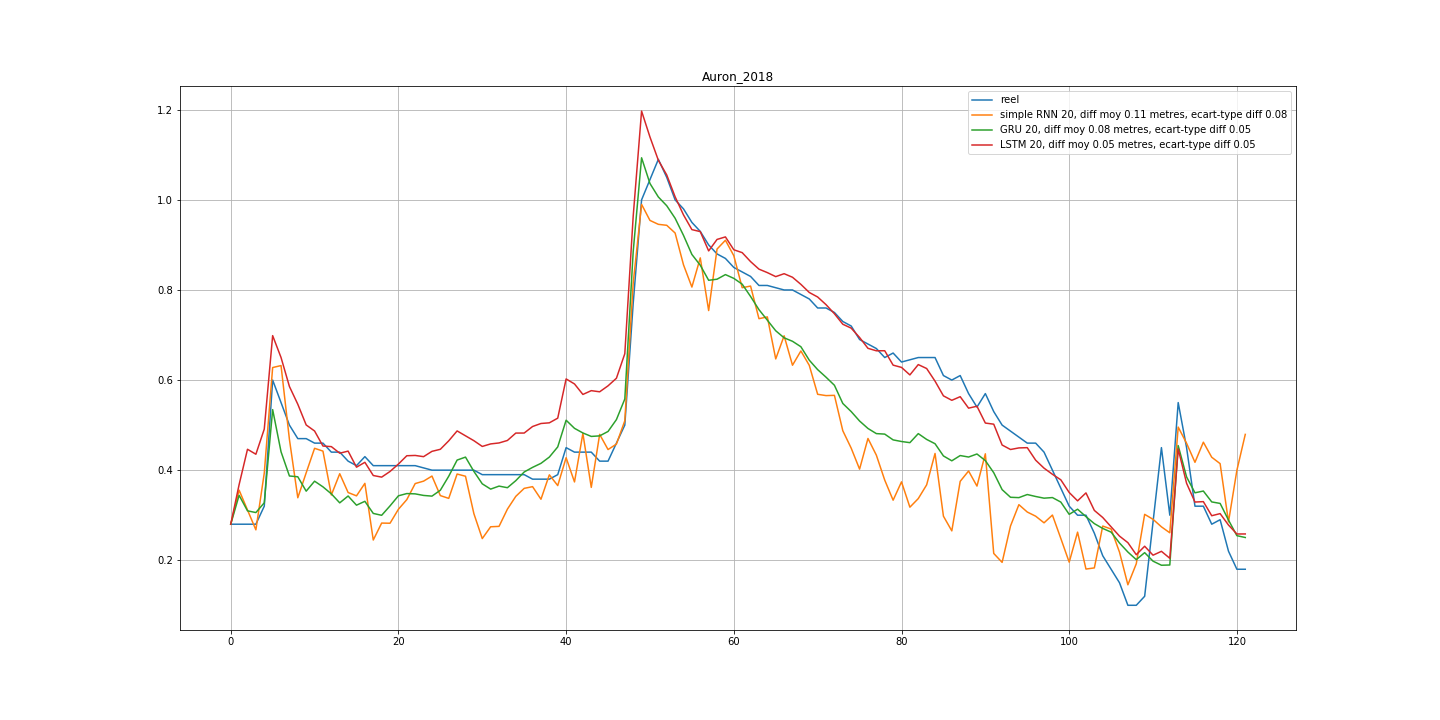 Auron_2018
reel
simple RNN 20, diff moy 0.11 metres, ecart-type diff 0.08
GRU 20, diff moy 0.08 metres, ecart-type diff 0.05
LSTM 20, diff moy 0.05 metres, ecart-type diff 0.05
1.2
1.0
0.8
0.6
0.4
0.2
0 20 40 60 80 100 120